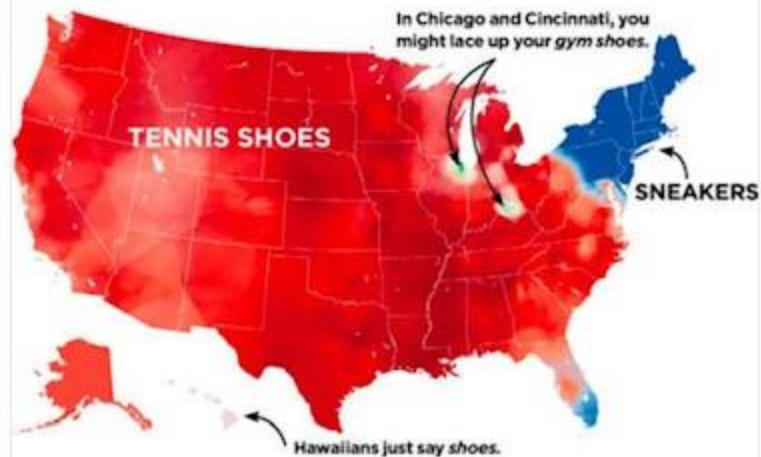 In Chicago and Cincinnati, you
might lace up your gym shoes.
TENNIS SHOES
SNEAKERS
Hawaiians just say shoes.